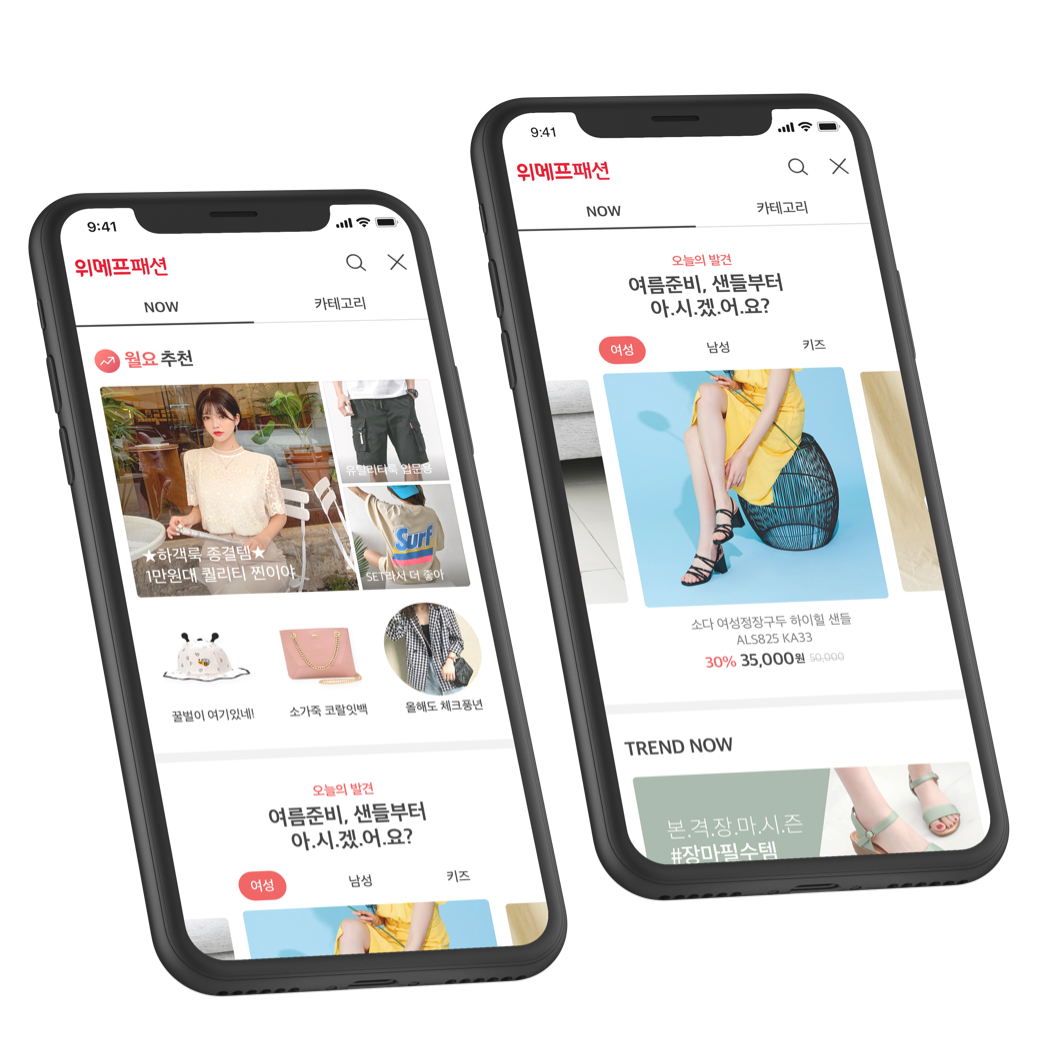 9:41
위메프패션
NOW
카테고리
월요 추천
★하객룩 종결템★
1만원대 퀄리티 찐이야
유틸리타룩 입문용
Surf
SET라서 더 좋아
꿀벌이 여기있네!
소가죽 코랄잇백
올해도 체크풍년
오늘의 발견
여름준비, 샌들부터
아.시.겠.어.요?
여성
남성
키즈
9:41
위메프패션
NOW
카테고리
오늘의 발견
여름준비, 샌들부터
아.시.겠.어.요?
여성
남성
키즈
소다 여성정장구두 하이힐 샌들
ALS825 KA33
30% 35,000원 50,000
TREND NOW
본.격.장.마.시.즌
#장마필수템